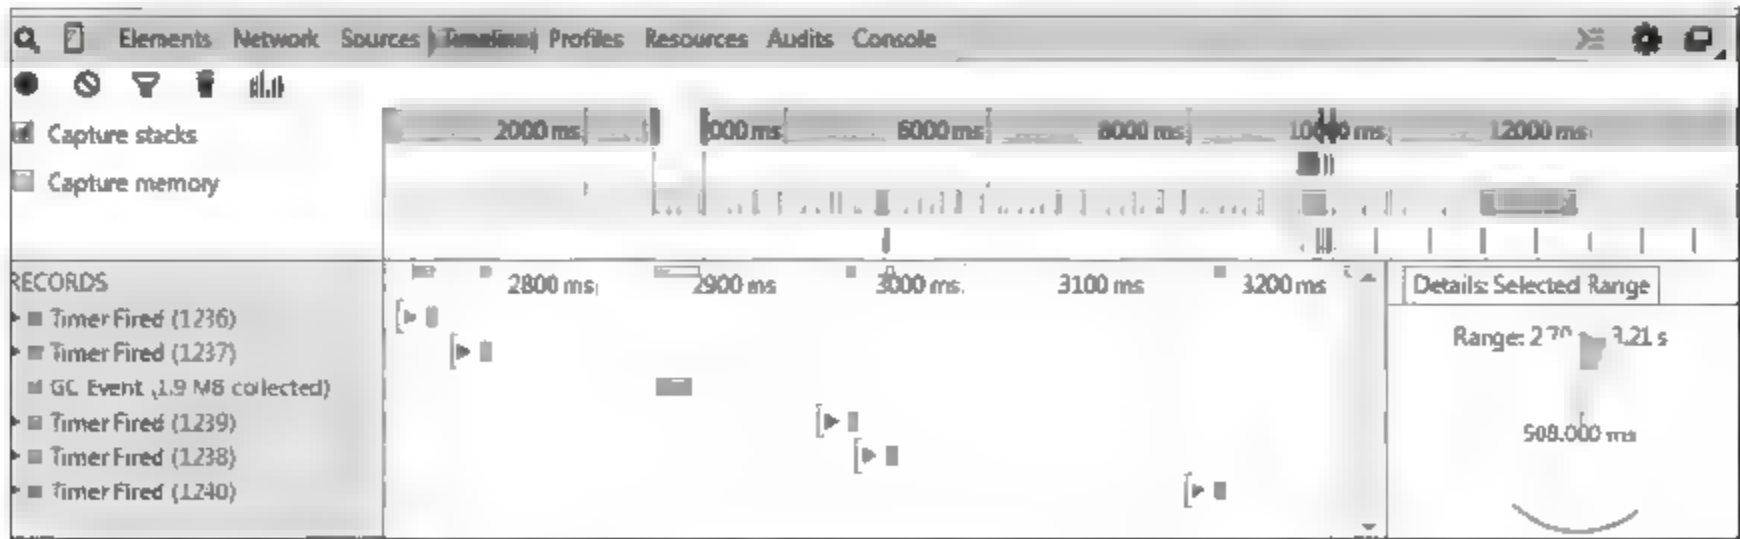 Elements Network Sources Timeline Profiles Resources Audits Console
Capture stacks
Capture memory
2000 ms 6000 ms 8000 ms 12000 ms
RECORDS
Timer Fired (1236)
Timer Fired (1237)
GC Event (1.9 MB collected)
Timer Fired (1239)
Timer Fired (1238)
Timer Fired (1240)
2800 ms 2900 ms 3000 ms 3100 ms 3200 ms
Details: Selected Range
Range: 3.21 s
508.000 ms